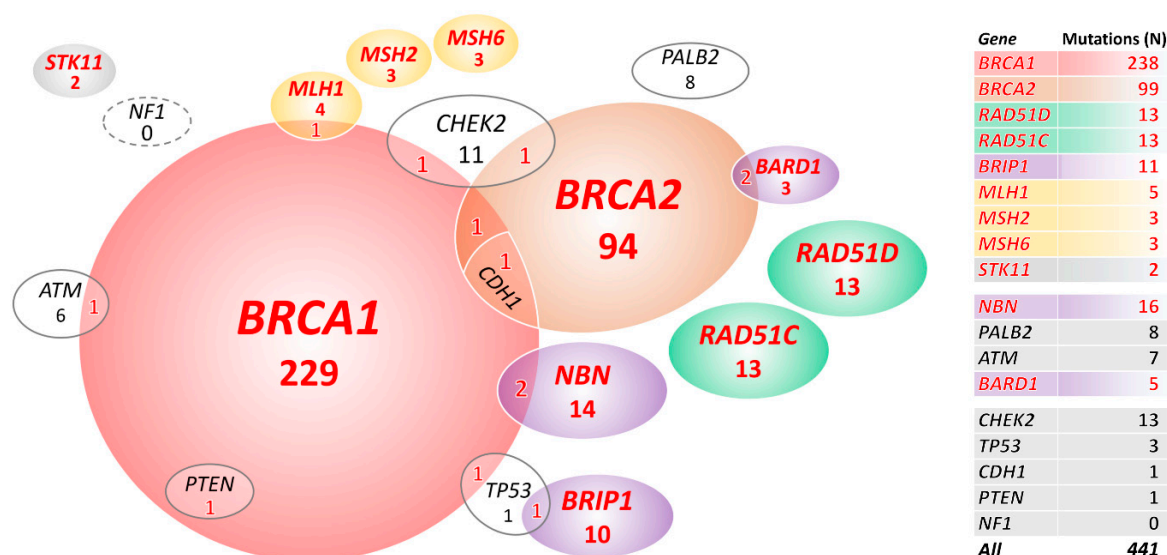 STK11
2
NF1
0
MLH1
4
1
MSH2
3
MSH6
3
CHEK2
11
1
1
PALB2
8
BRCA2
94
2
BARD1
3
1
1
CDH1
RAD51D
13
RAD51C
13
ATM
6
1
BRCA1
229
NBN
14
2
PTEN
1
1
TP53
1
1
BRIP1
10
Gene Mutations (N)
BRCA1 238
BRCA2 99
RAD51D 13
RAD51C 13
BRIP1 11
MLH1 5
MSH2 3
MSH6 3
STK11 2
NBN 16
PALB2 8
ATM 7
BARD1 5
CHEK2 13
TP53 3
CDH1 1
PTEN 1
NF1 0
All 441